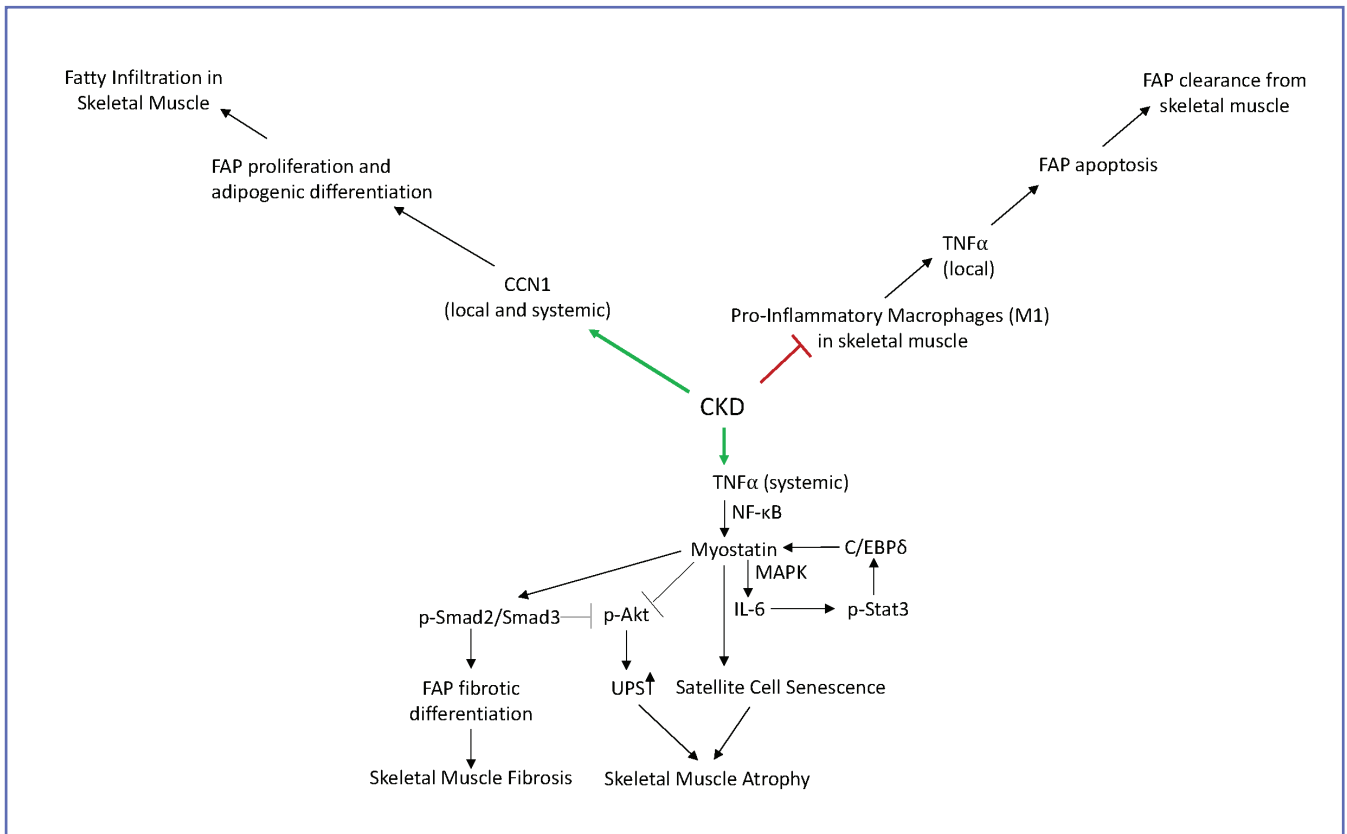 Fatty Infiltration in
Skeletal Muscle
FAP clearance from
skeletal muscle
FAP proliferation and
adipogenic differentiation
FAP apoptosis
TNFα
(local)
CCN1
(local and systemic)
Pro-Inflammatory Macrophages (M1)
in skeletal muscle
CKD
TNFα (systemic)
NF-κB
Myostatin
C/EBPδ
MAPK
p-Smad2/Smad3
p-Akt
IL-6
p-Stat3
FAP fibrotic
differentiation
UPS
Satellite Cell Senescence
Skeletal Muscle Fibrosis
Skeletal Muscle Atrophy